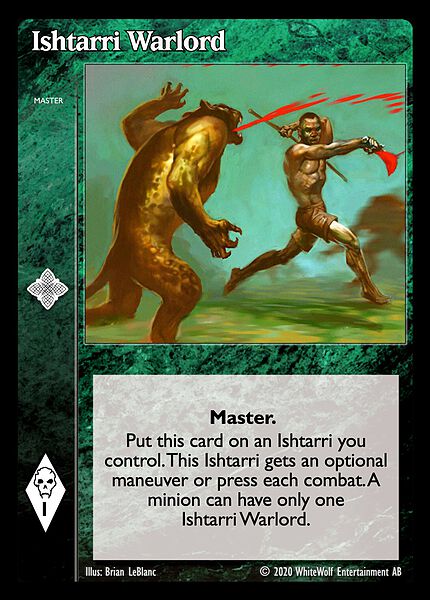 Ishtarri Warlord
MASTER
Master.
Put this card on an Ishtarri you
control. This Ishtarri gets an optional
maneuver or press each combat. A
minion can have only one
Ishtarri Warlord.
I
Illus: Brian LeBlanc
© 2020 WhiteWolf Entertainment AB